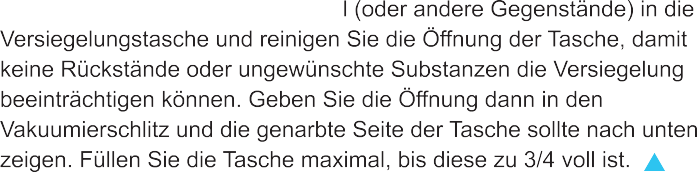 (oder andere Gegenstände) in die
Versiegelungstasche und reinigen Sie die Öffnung der Tasche, damit
keine Rückstände oder ungewünschte Substanzen die Versiegelung
beeinträchtigen können. Geben Sie die Öffnung dann in den
Vakuumierschlitz und die genarbte Seite der Tasche sollte nach unten
zeigen. Füllen Sie die Tasche maximal, bis diese zu 3/4 voll ist.